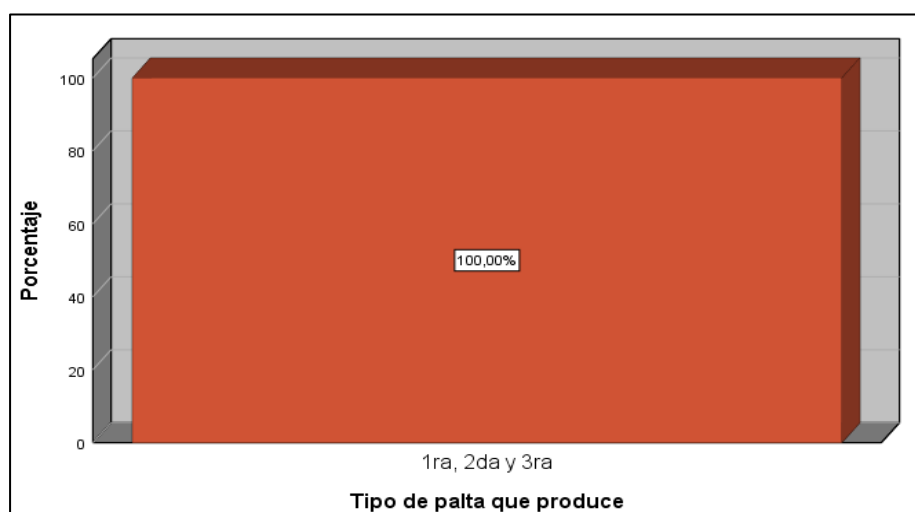 100
80
60
40
20
0
Porcentaje
100,00%
1ra, 2da y 3ra
Tipo de palta que produce